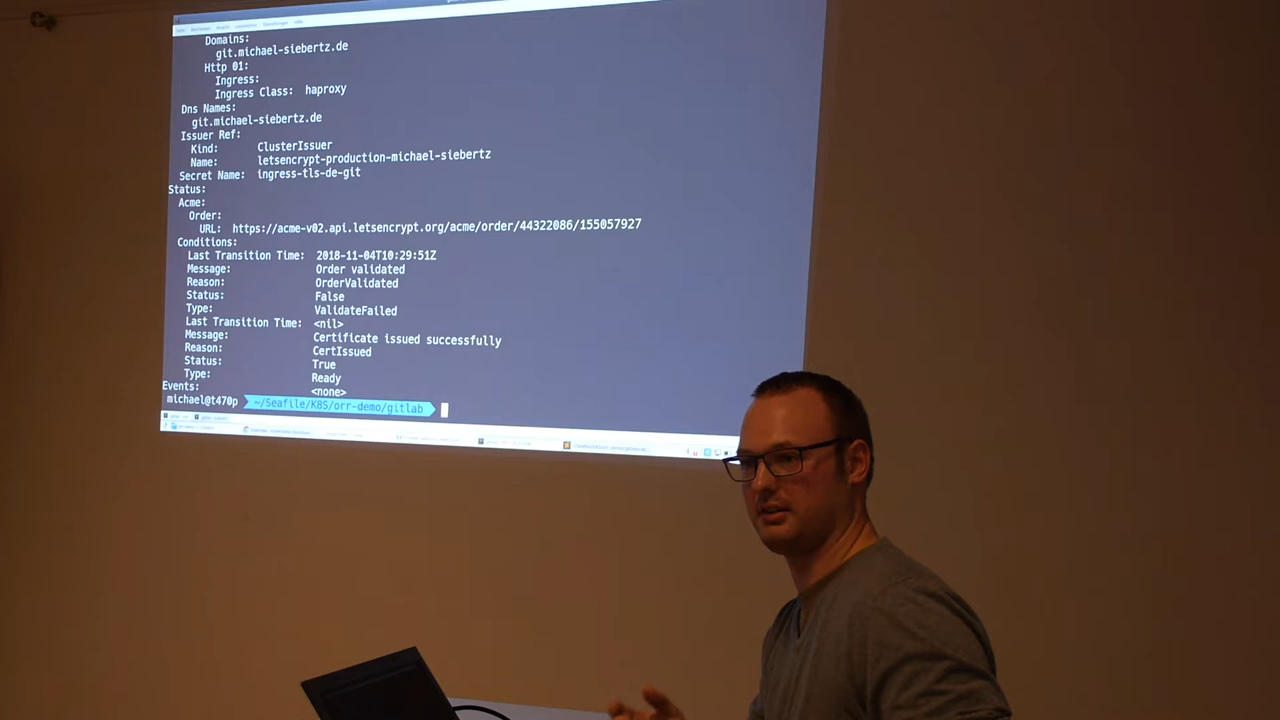 Domains:
git.michael-siebertz.de
Http 01:
Ingress:
Ingress Class: haproxy
Dns Names:
git.michael-siebertz.de
Issuer Ref:
Kind: ClusterIssuer
Name: letsencrypt-production-michael-siebertz
Secret Name: ingress-tls-de-git
Status:
Acme:
Order:
URL: https://acme-v02.api.letsencrypt.org/acme/order/44322086/155057927
Conditions:
Last Transition Time: 2018-11-04T10:29:51Z
Message: Order validated
Reason: OrderValidated
Status: False
Type: ValidateFailed
Last Transition Time: <nil>
Message: Certificate issued successfully
Reason: CertIssued
Status: True
Type: Ready
Events: <none>
michael@t470p ~/Seafile/K8S/orr-demo/gitlab